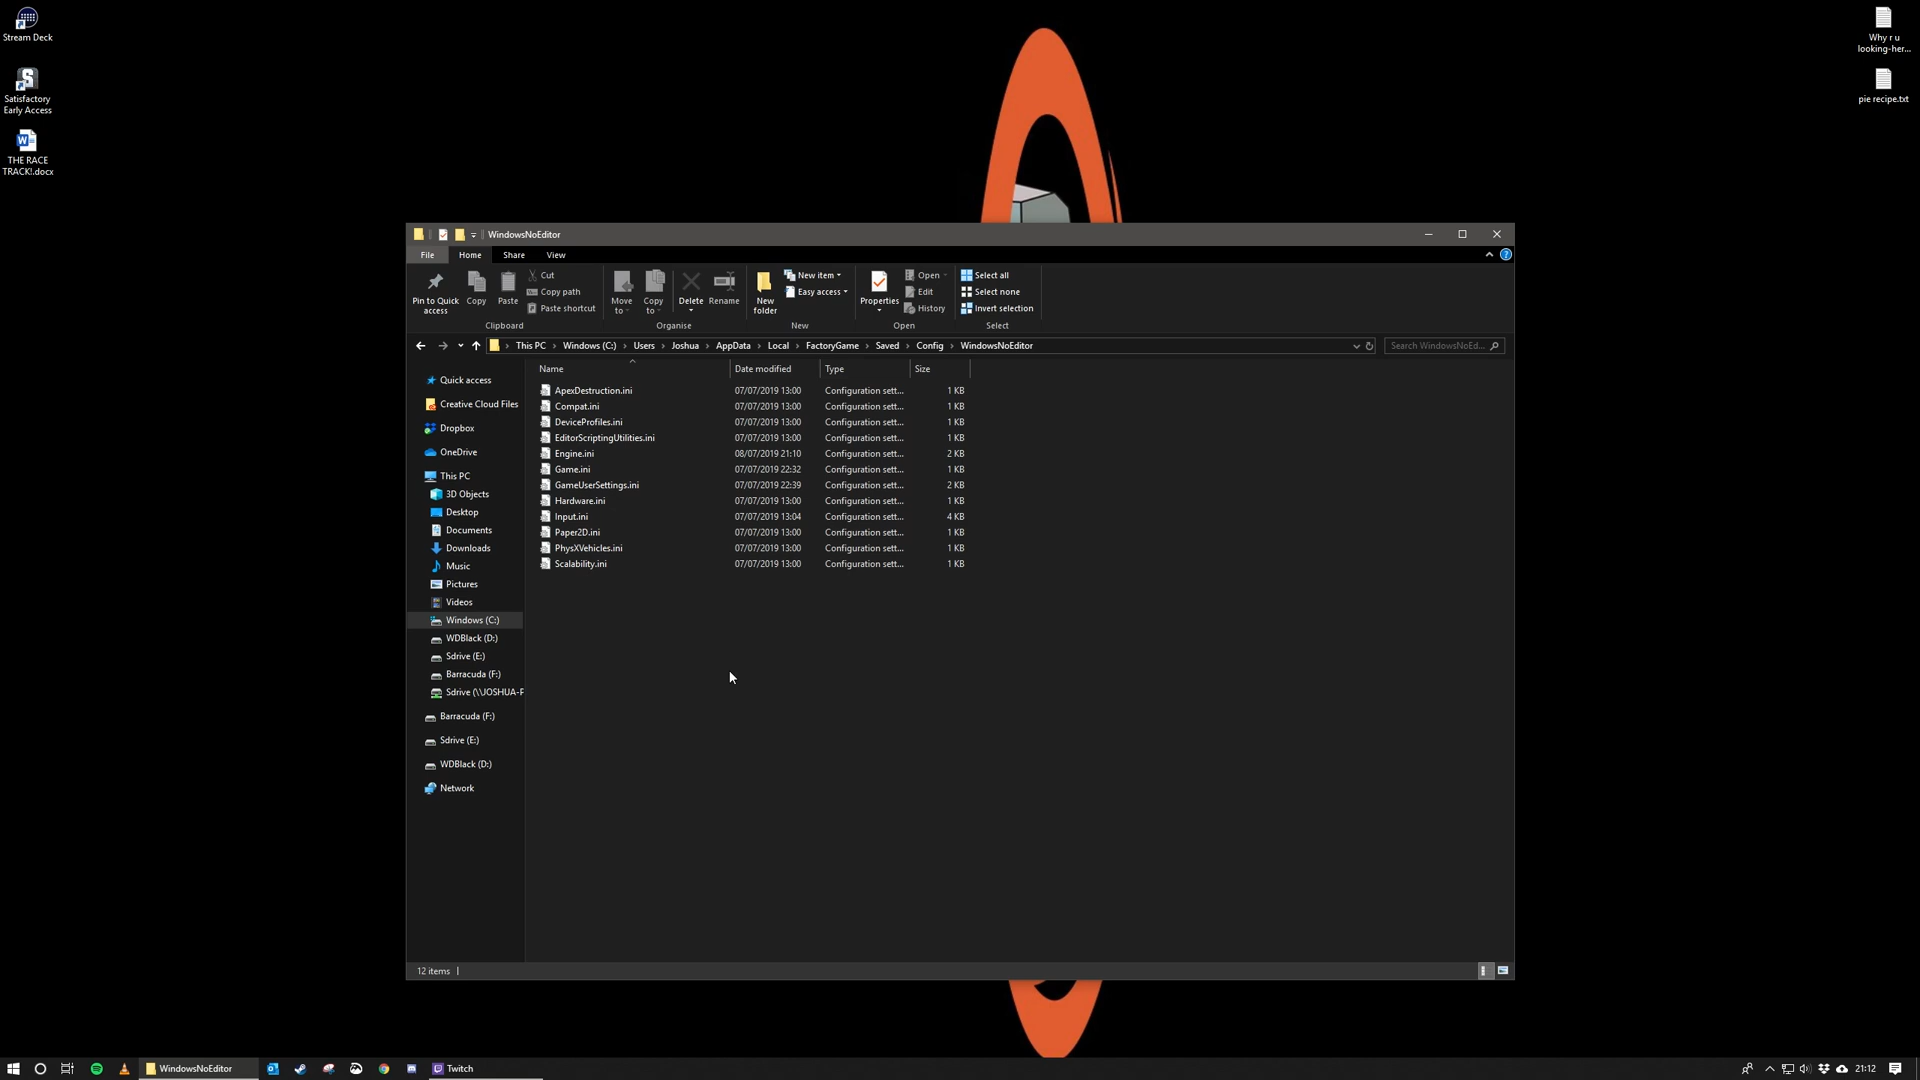 Stream Deck
Satisfactory
Early Access
THE RACE
TRACK!.docx
Why r u
looking-her...
pie recipe.txt
WindowsNoEditor
File Home Share View
Pin to Quick
access
Copy
Paste
Cut
Copy path
Paste shortcut
Clipboard
Move
to
Copy
to
Delete
Rename
Organise
New
folder
New item
Easy access
New
Properties
Open
Edit
History
Open
Select all
Select none
Invert selection
Select
This PC > Windows (C:) > Users > Joshua > AppData > Local > FactoryGame > Saved > Config > WindowsNoEditor
Search WindowsNoEd...
Name Date modified Type Size
Quick access
Creative Cloud Files
Dropbox
OneDrive
This PC
3D Objects
Desktop
Documents
Downloads
Music
Pictures
Videos
Windows (C:)
WDBlack (D:)
Sdrive (E:)
Barracuda (F:)
Sdrive (\\JOSHUA-P
Barracuda (F:)
Sdrive (E:)
WDBlack (D:)
Network
ApexDestruction.ini 07/07/2019 13:00 Configuration sett... 1 KB
Compat.ini 07/07/2019 13:00 Configuration sett... 1 KB
DeviceProfiles.ini 07/07/2019 13:00 Configuration sett... 1 KB
EditorScriptingUtilities.ini 07/07/2019 13:00 Configuration sett... 1 KB
Engine.ini 08/07/2019 21:10 Configuration sett... 2 KB
Game.ini 07/07/2019 22:32 Configuration sett... 1 KB
GameUserSettings.ini 07/07/2019 22:39 Configuration sett... 2 KB
Hardware.ini 07/07/2019 13:00 Configuration sett... 1 KB
Input.ini 07/07/2019 13:04 Configuration sett... 4 KB
Paper2D.ini 07/07/2019 13:00 Configuration sett... 1 KB
PhysXVehicles.ini 07/07/2019 13:00 Configuration sett... 1 KB
Scalability.ini 07/07/2019 13:00 Configuration sett... 1 KB
12 items
WindowsNoEditor
Twitch
21:12